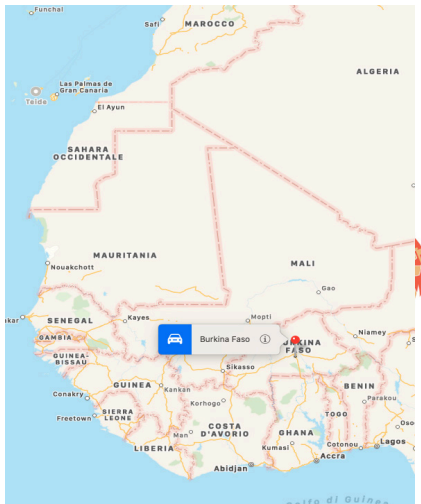 Funchal
Safi
MAROCCO
ALGERIA
Las Palmas de
Gran Canaria
Teide
El Ayun
SAHARA
OCCIDENTALE
MAURITANIA
Nouakchott
MALI
Gao
SENEGAL
Kayes
Mopti
GAMBIA
Burkina Faso
Niamey
FASO
GUINEA-
BISSAU
Sikasso
GUINEA
Kankan
BENIN
Conakry
Korhogo
Parakou
SIERRA
LEONE
TOGO
Freetown
COSTA
D'AVORIO
GHANA
Man
Kumasi
Cotonou
Lagos
LIBERIA
Accra
Abidjan
Golfo di Guinea